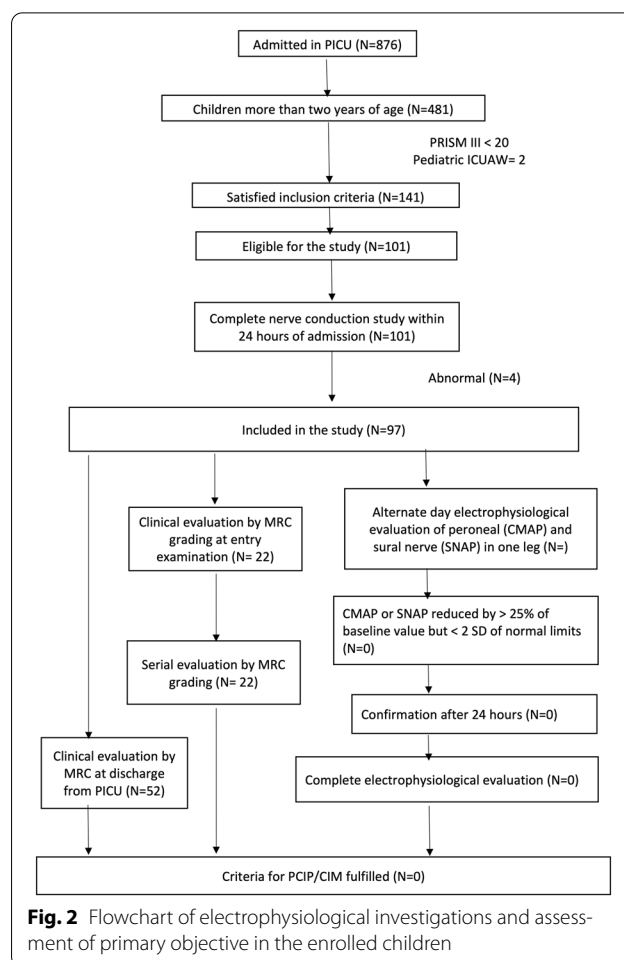 Admitted in PICU (N=876)
Children more than two years of age (N=481)
PRISM III < 20
Pediatric ICUAW= 2
Satisfied inclusion criteria (N=141)
Eligible for the study (N=101)
Complete nerve conduction study within
24 hours of admission (N=101)
Abnormal (N=4)
Included in the study (N=97)
Clinical evaluation by MRC
grading at entry
examination (N= 22)
Serial evaluation by MRC
grading (N= 22)
Clinical evaluation by
MRC at discharge
from PICU (N=52)
Alternate day electrophysiological
evaluation of peroneal (CMAP) and
sural nerve (SNAP) in one leg (N=)
CMAP or SNAP reduced by > 25% of
baseline value but < 2 SD of normal limits
(N=0)
Confirmation after 24 hours (N=0)
Complete electrophysiological evaluation (N=0)
Criteria for PCIP/CIM fulfilled (N=0)
Fig. 2 Flowchart of electrophysiological investigations and assess-
ment of primary objective in the enrolled children